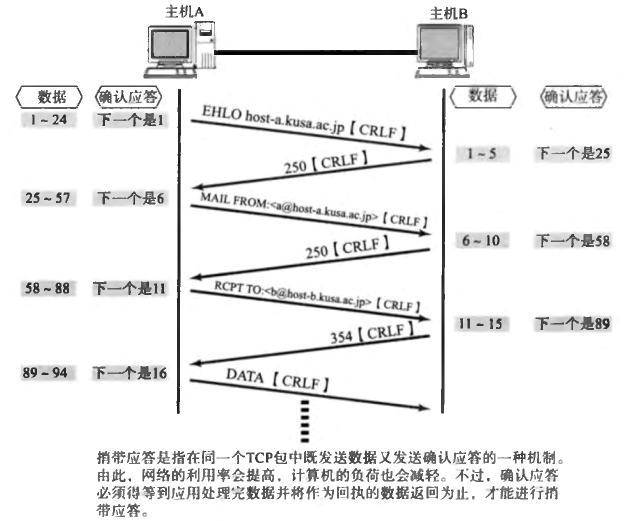 主机A
主机B
数据
确认应答
数据
确认应答
1~24
下一个是1
EHLO host-a.kusa.ac.jp【CRLF】
1~5
下一个是25
250【CRLF】
25~57
下一个是6
MAIL FROM:<a@host-a.kusa.ac.jp>【CRLF】
6~10
下一个是58
250【CRLF】
58~88
下一个是11
RCPT TO:<b@host-b.kusa.ac.jp>【CRLF】
11~15
下一个是89
354【CRLF】
89~94
下一个是16
DATA【CRLF】
捎带应答是指在同一个TCP包中既发送数据又发送确认应答的一种机制。
由此，网络的利用率会提高，计算机的负荷也会减轻。不过，确认应答
必须得等到应用处理完数据并将作为回执的数据返回为止，才能进行捎
带应答。